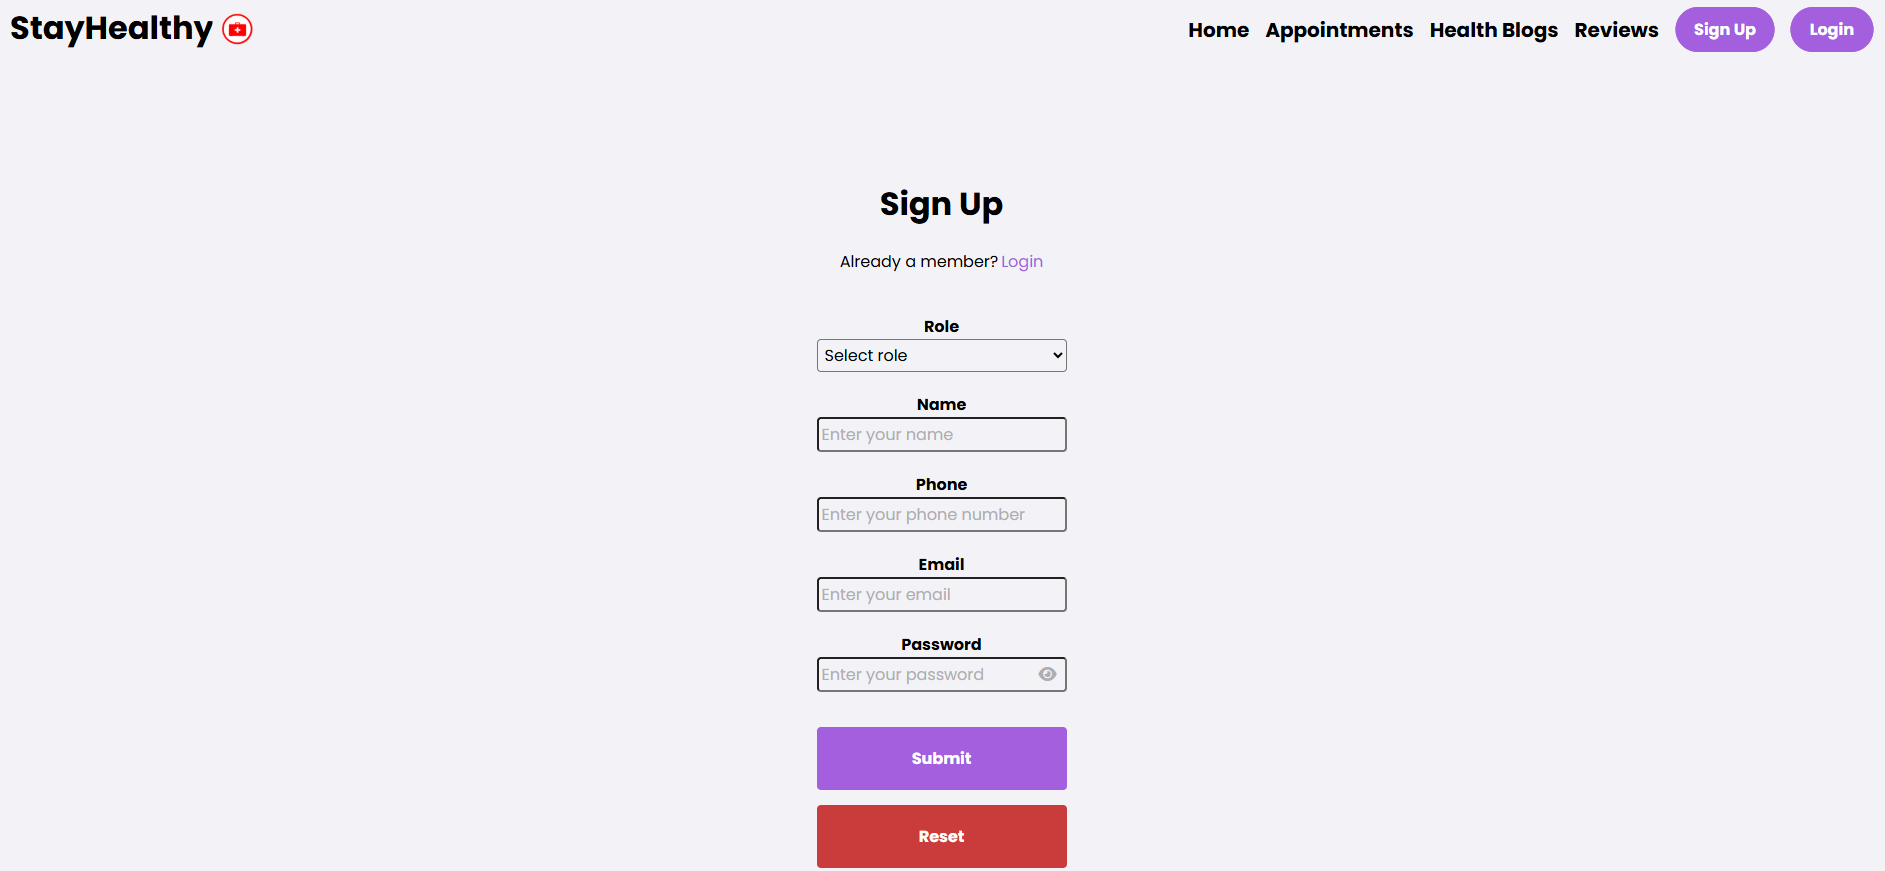 StayHealthy
Home Appointments Health Blogs Reviews Sign Up Login
Sign Up
Already a member? Login
Role
Select role
Name
Enter your name
Phone
Enter your phone number
Email
Enter your email
Password
Enter your password
Submit
Reset